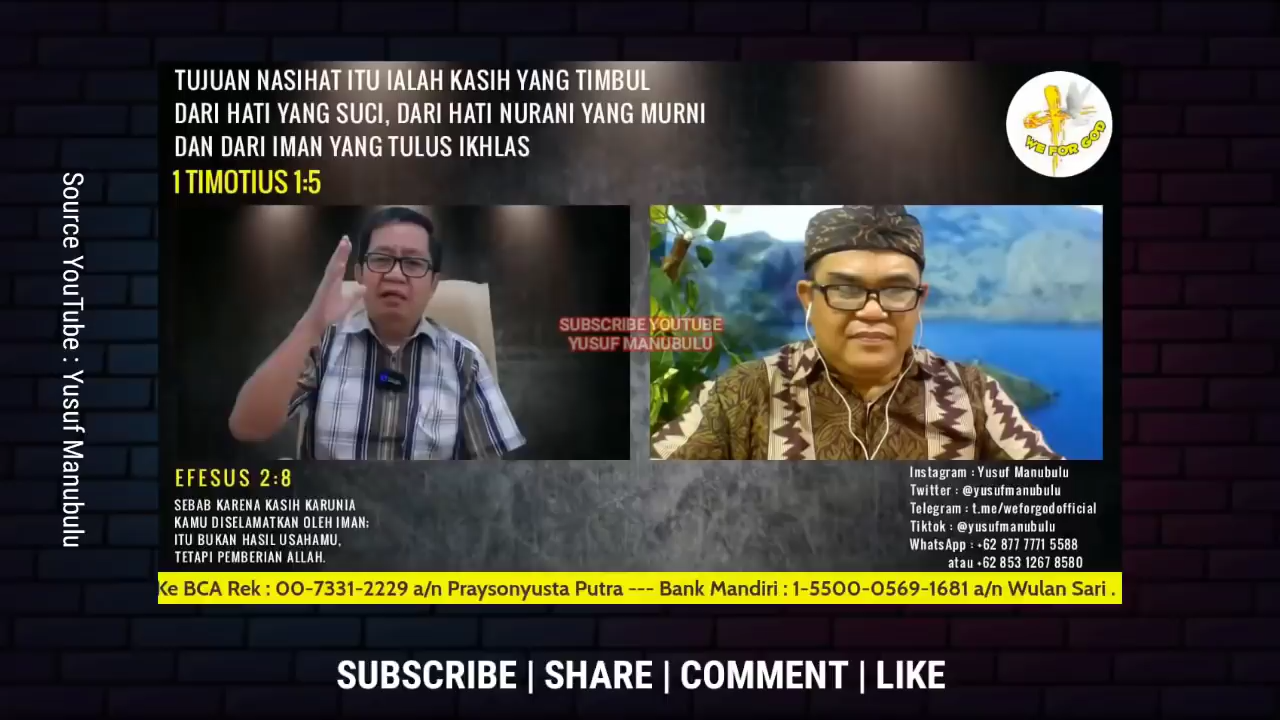 TUJUAN NASIHAT ITU IALAH KASIH YANG TIMBUL
DARI HATI YANG SUCI, DARI HATI NURANI YANG MURNI
DAN DARI IMAN YANG TULUS IKHLAS
1 TIMOTIUS 1:5
WE FOR GOD
Source YouTube : Yusuf Manubulu
SUBSCRIBE YOUTUBE
YUSUF MANUBULU
EFESUS 2:8
SEBAB KARENA KASIH KARUNIA
KAMU DISELAMATKAN OLEH IMAN;
ITU BUKAN HASIL USAHAMU,
TETAPI PEMBERIAN ALLAH.
Instagram : Yusuf Manubulu
Twitter : @yusufmanubulu
Telegram : t.me/weforgodofficial
Tiktok : @yusufmanubulu
WhatsApp : +62 877 7771 5588
atau +62 853 1267 8580
Ke BCA Rek : 00-7331-2229 a/n Praysonyusta Putra --- Bank Mandiri : 1-5500-0569-1681 a/n Wulan Sari .
SUBSCRIBE | SHARE | COMMENT | LIKE